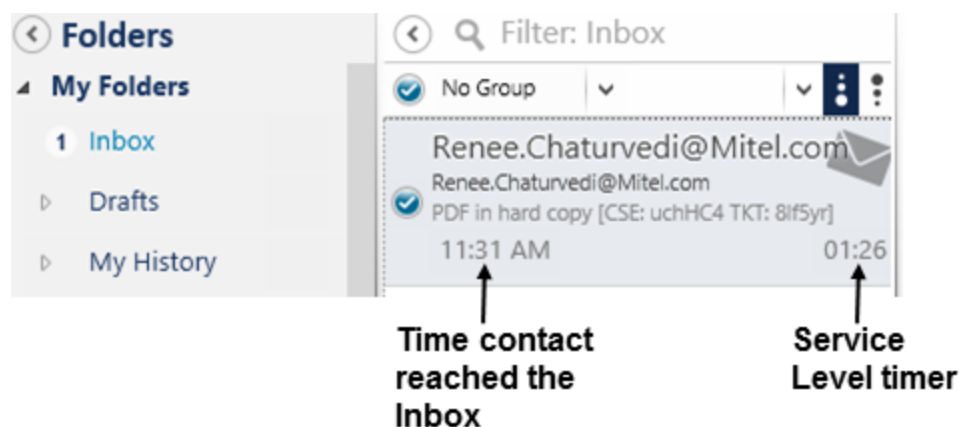 Folders
My Folders
1 Inbox
Drafts
My History
Filter: Inbox
No Group
Renee.Chaturvedi@Mitel.com
Renee.Chaturvedi@Mitel.com
PDF in hard copy [CSE: uchHC4 TKT: 8lf5yr]
11:31 AM 01:26
Time contact
reached the
Inbox
Service
Level timer